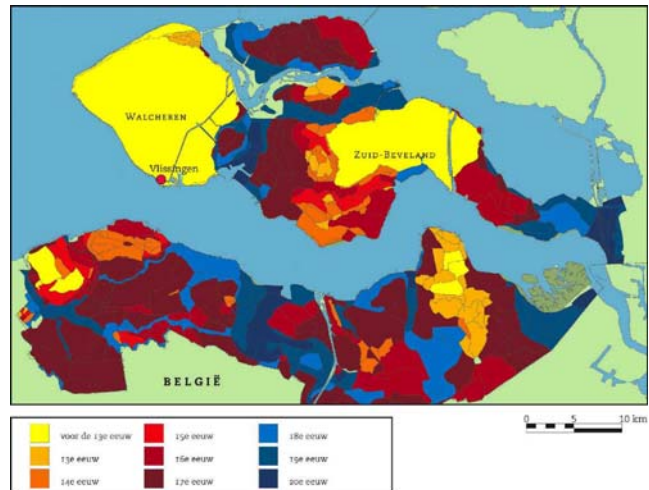 WALCHEREN
Vlissingen
ZUID-BEVELAND
BELGIË
voor de 13e eeuw
13e eeuw
14e eeuw
15e eeuw
16e eeuw
17e eeuw
18e eeuw
19e eeuw
20e eeuw
0 5 10 km